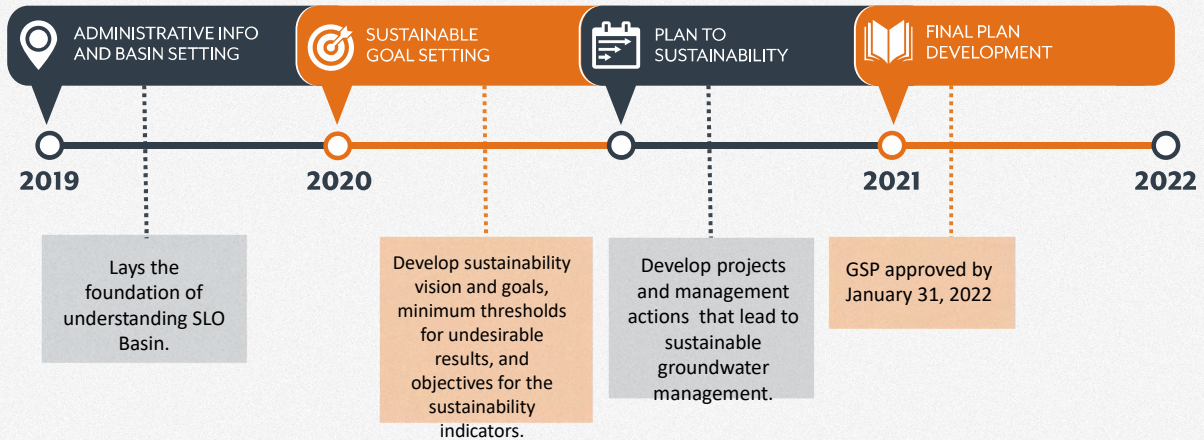 ADMINISTRATIVE INFO
AND BASIN SETTING
SUSTAINABLE
GOAL SETTING
PLAN TO
SUSTAINABILITY
FINAL PLAN
DEVELOPMENT
2019
2020
2021
2022
Lays the
foundation of
understanding SLO
Basin.
Develop sustainability
vision and goals,
minimum thresholds
for undesirable
results, and
objectives for the
sustainability
indicators.
Develop projects
and management
actions that lead to
sustainable
groundwater
management.
GSP approved by
January 31, 2022